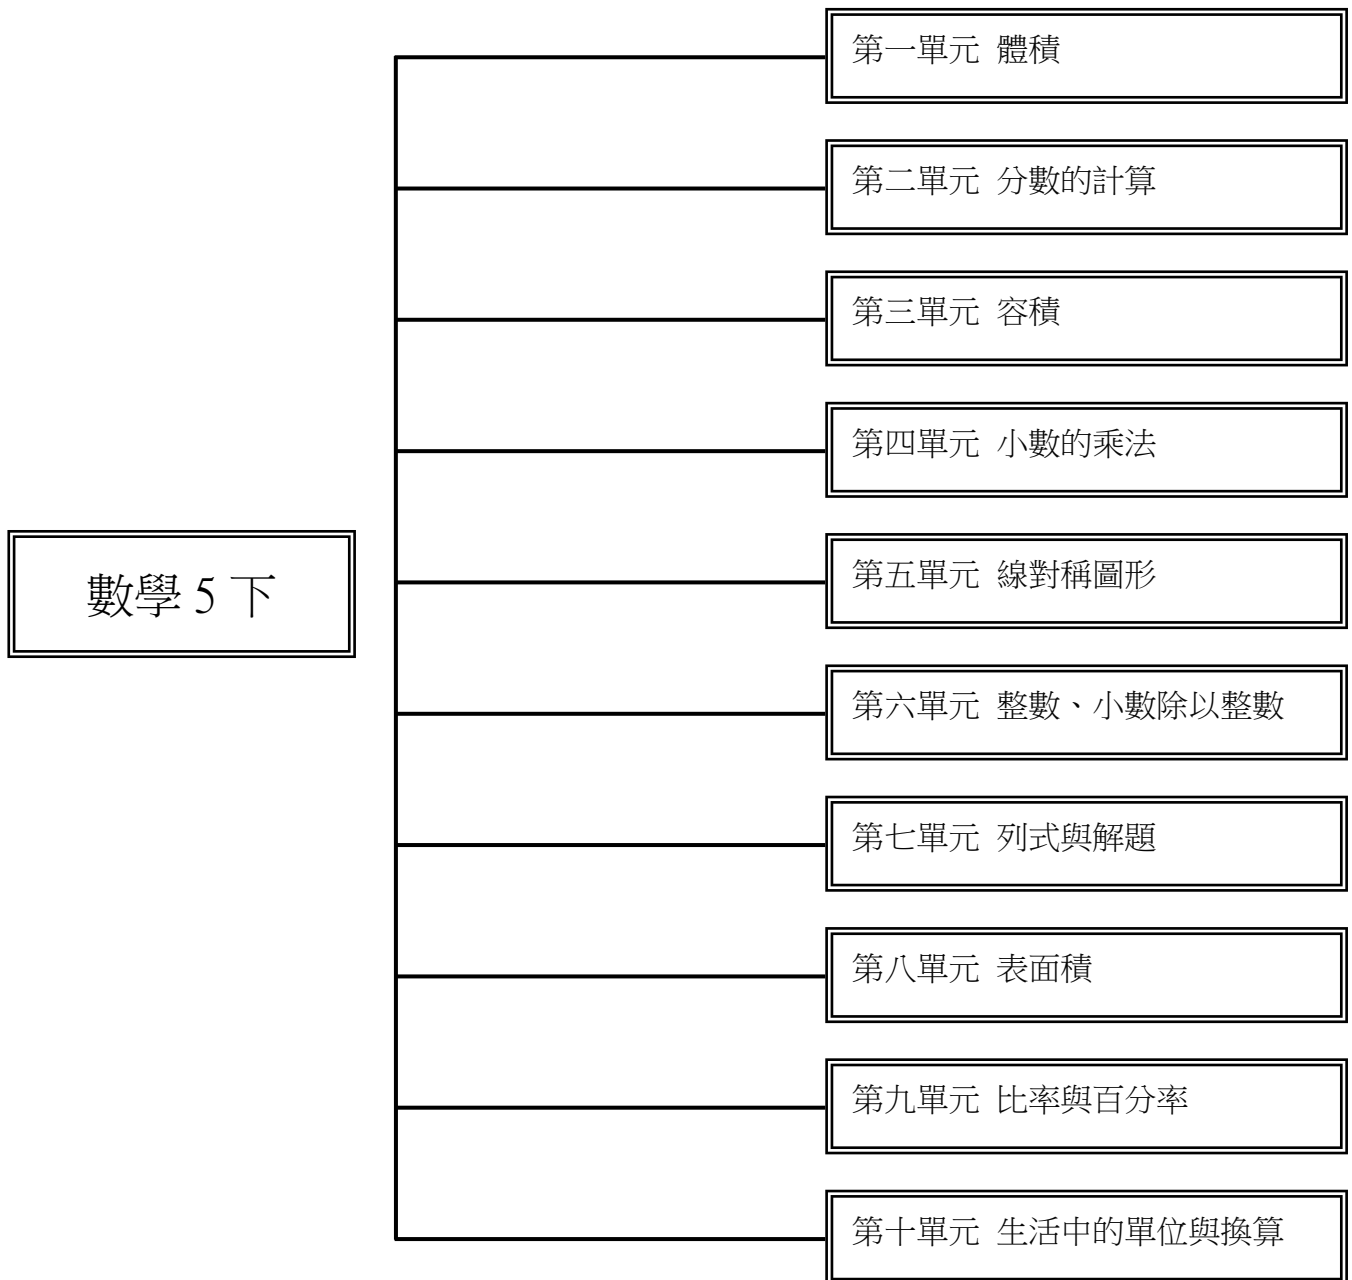 數學 5 下
第一單元 體積
第二單元 分數的計算
第三單元 容積
第四單元 小數的乘法
第五單元 線對稱圖形
第六單元 整數、小數除以整數
第七單元 列式與解題
第八單元 表面積
第九單元 比率與百分率
第十單元 生活中的單位與換算